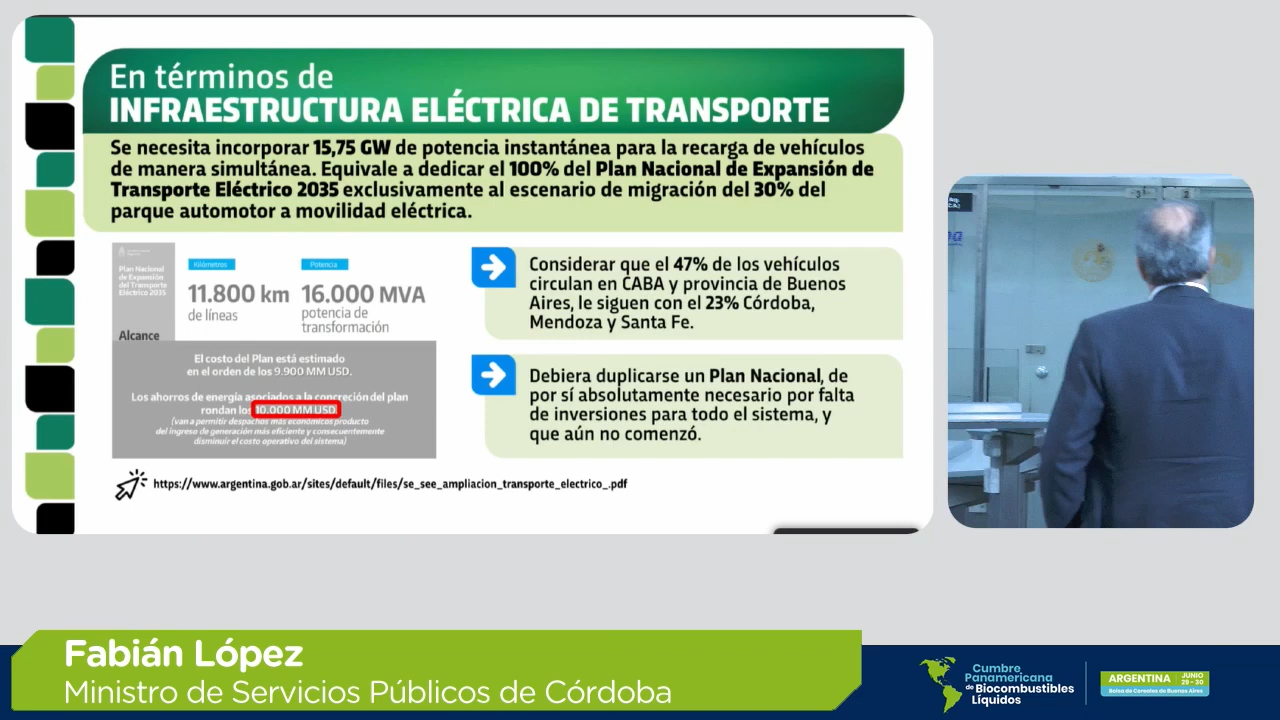 En términos de
INFRAESTRUCTURA ELÉCTRICA DE TRANSPORTE
Se necesita incorporar 15,75 GW de potencia instantánea para la recarga de vehículos
de manera simultánea. Equivale a dedicar el 100% del Plan Nacional de Expansión de
Transporte Eléctrico 2035 exclusivamente al escenario de migración del 30% del
parque automotor a movilidad eléctrica.
Plan Nacional
de Expansión
del Transporte
Eléctrico 2035
Alcance
Kilómetros
11.800 km
de líneas
Potencia
16.000 MVA
potencia de
transformación
El costo del Plan está estimado
en el orden de los 9.900 MM USD.
Los ahorros de energía asociados a la concreción del plan
rondan los 10.000 MM USD.
(van a permitir despachos más económicos producto
del ingreso de generación más eficiente y consecuentemente
disminuir el costo operativo del sistema)
Considerar que el 47% de los vehículos
circulan en CABA y provincia de Buenos
Aires, le siguen con el 23% Córdoba,
Mendoza y Santa Fe.
Debiera duplicarse un Plan Nacional, de
por sí absolutamente necesario por falta
de inversiones para todo el sistema, y
que aún no comenzó.
https://www.argentina.gob.ar/sites/default/files/se_see_ampliacion_transporte_electrico_.pdf
Fabián López
Ministro de Servicios Públicos de Córdoba
Cumbre
Panamericana
de Biocombustibles
Líquidos
ARGENTINA
JUNIO
29-30
Bolsa de Cereales de Buenos Aires